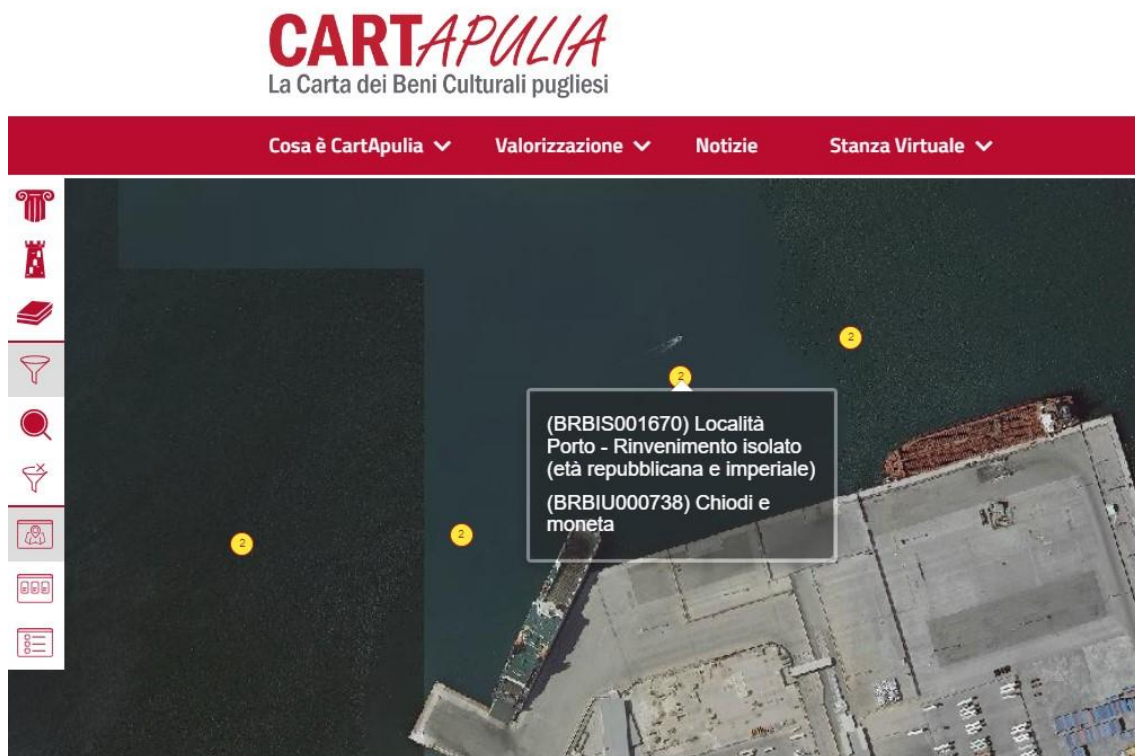 CARTAPULIA
La Carta dei Beni Culturali pugliesi
Cosa è CartApulia Valorizzazione Notizie Stanza Virtuale
2
2
(BRBIS001670) Località
Porto - Rinvenimento isolato
(età repubblicana e imperiale)
(BRBIU000738) Chiodi e
moneta
2
2